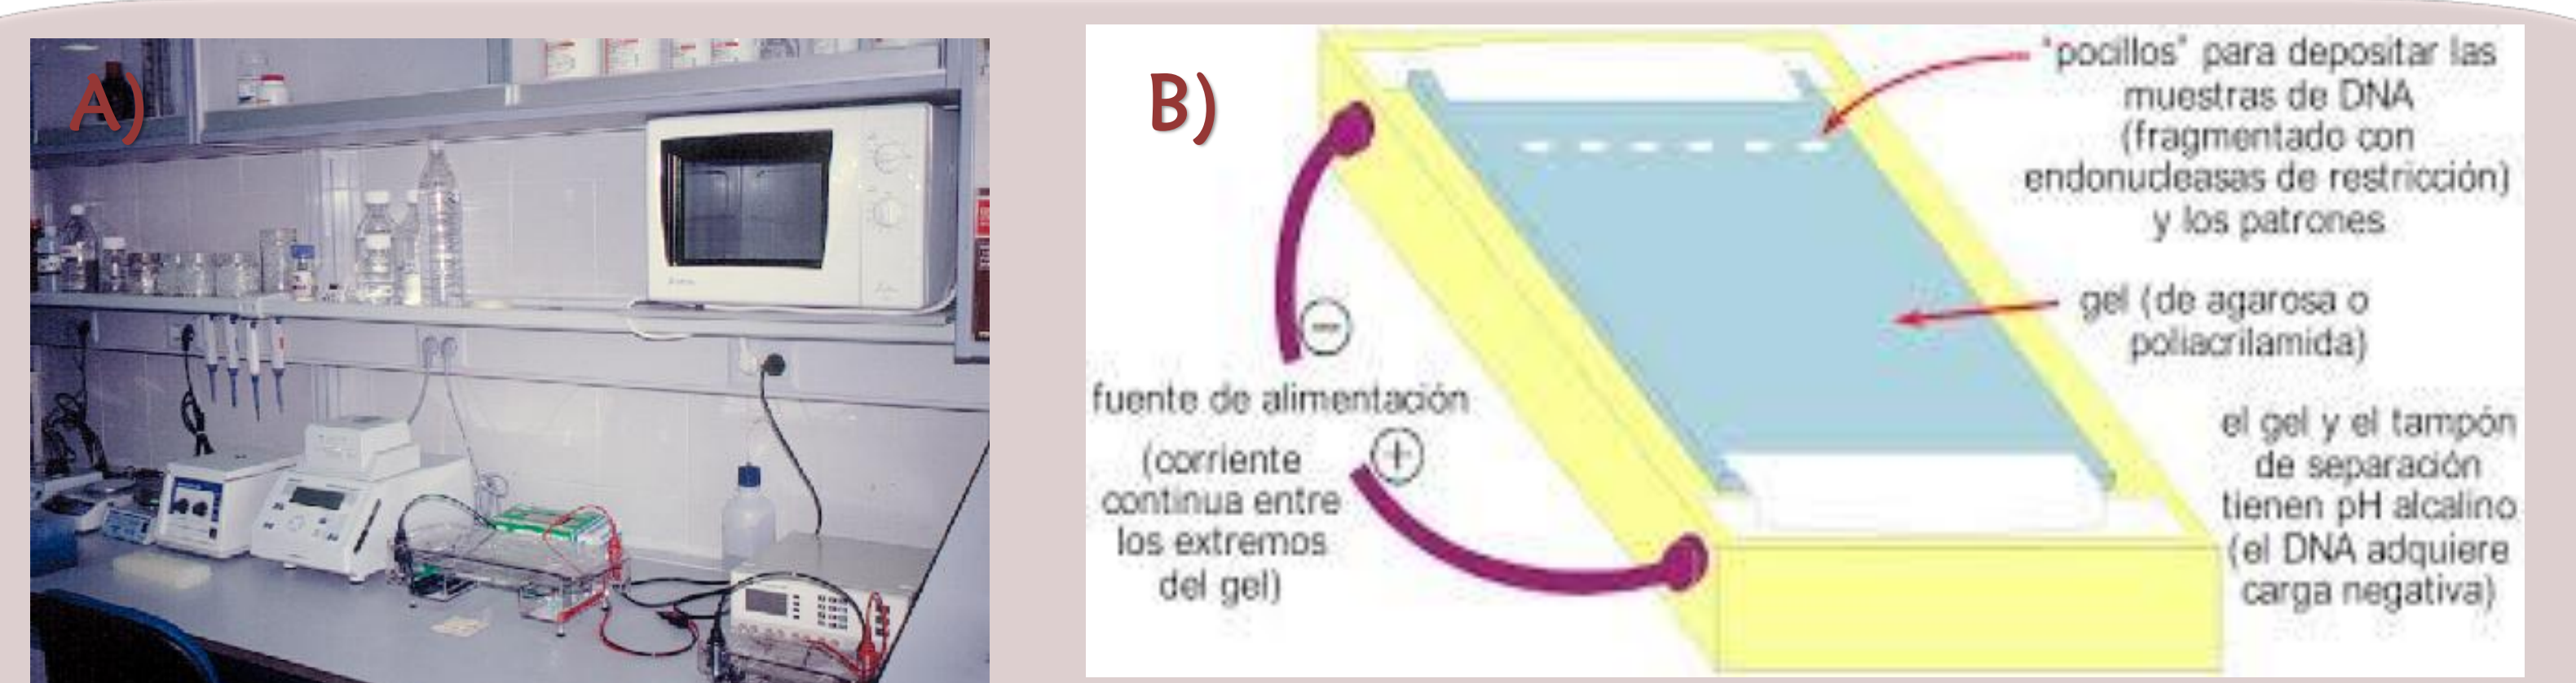 A)
B)
"pocillos" para depositar las
muestras de DNA
(fragmentado con
endonucleasas de restricción)
y los patrones
gel (de agarosa o
poliacrilamida)
−
fuente de alimentación
+
(corriente
continua entre
los extremos
del gel)
el gel y el tampón
de separación
tienen pH alcalino
(el DNA adquiere
carga negativa)